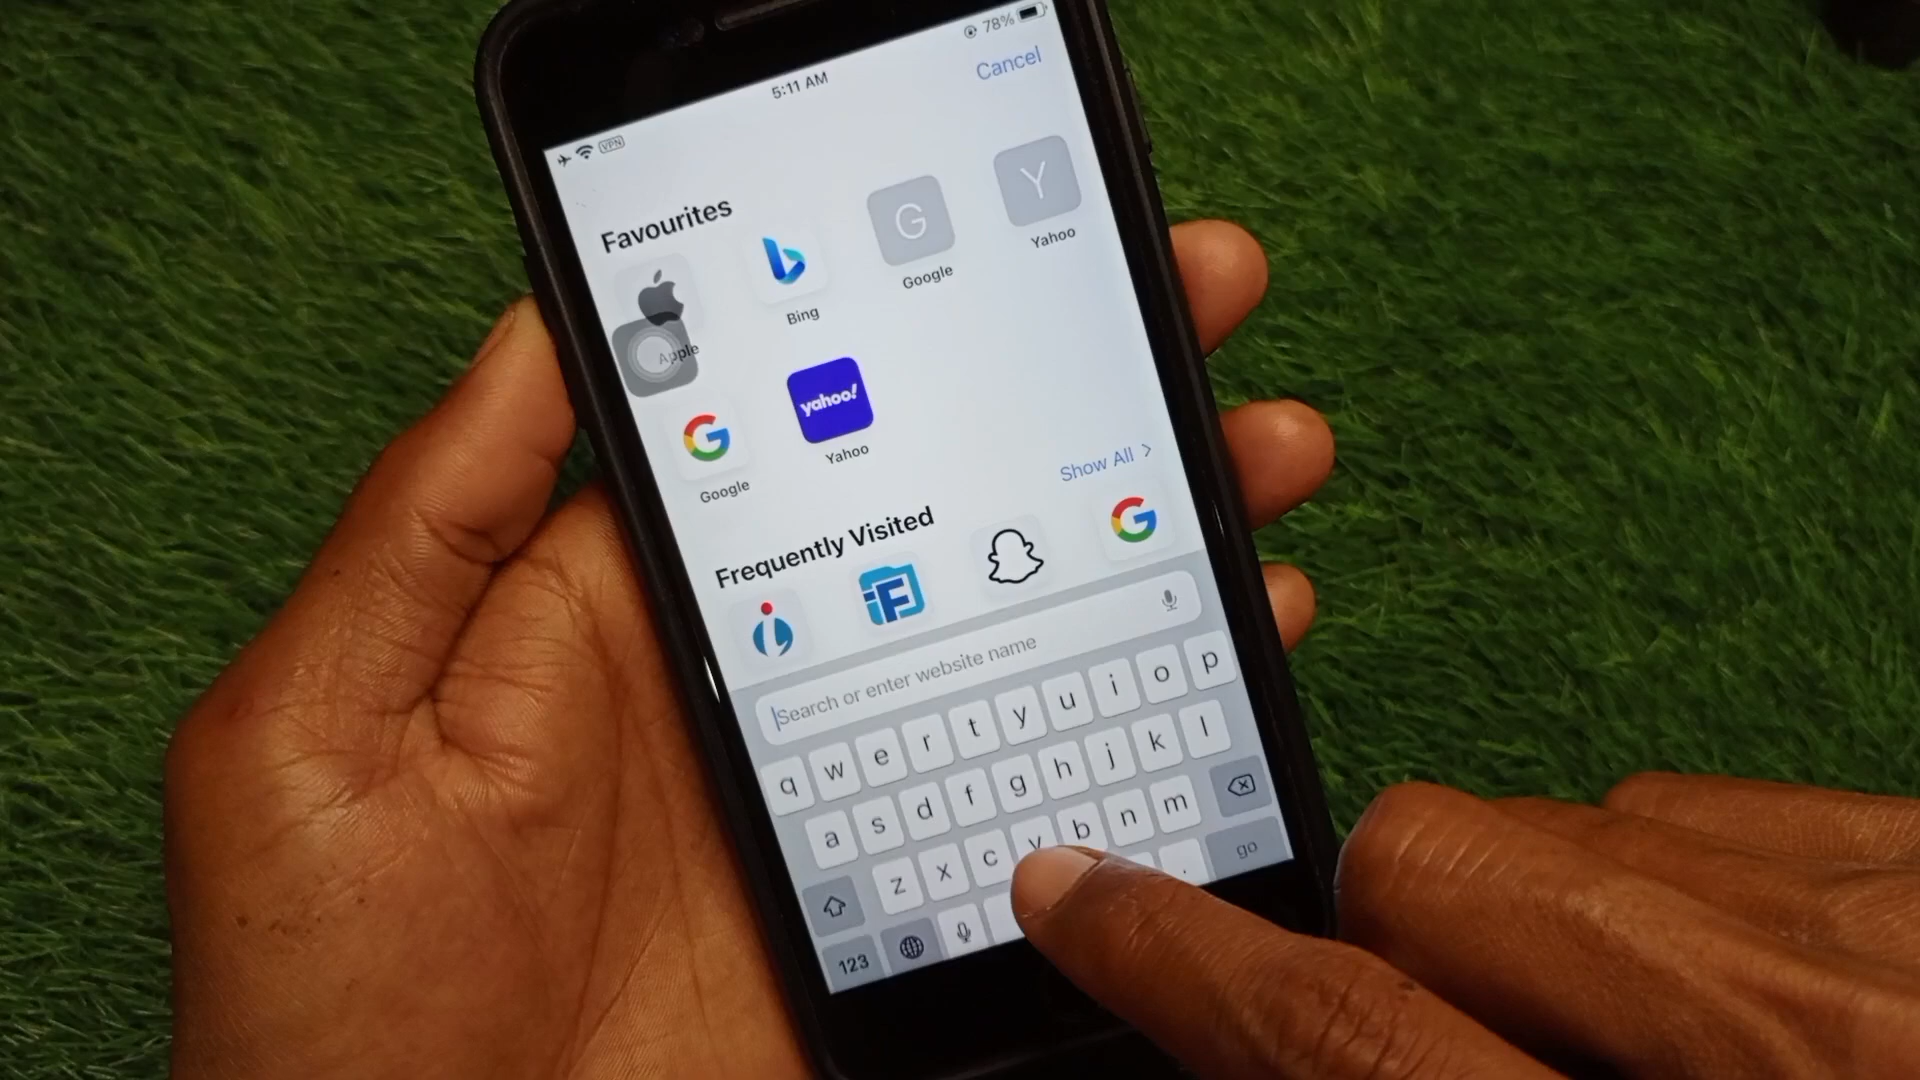 78%
5:11 AM
Cancel
VPN
Favourites
Y
G
Yahoo
Google
Bing
Apple
yahoo!
Yahoo
Google
Show All >
Frequently Visited
Search or enter website name
q w e r t y u i o p
a s d f g h j k l
z x c v b n m
123 . go